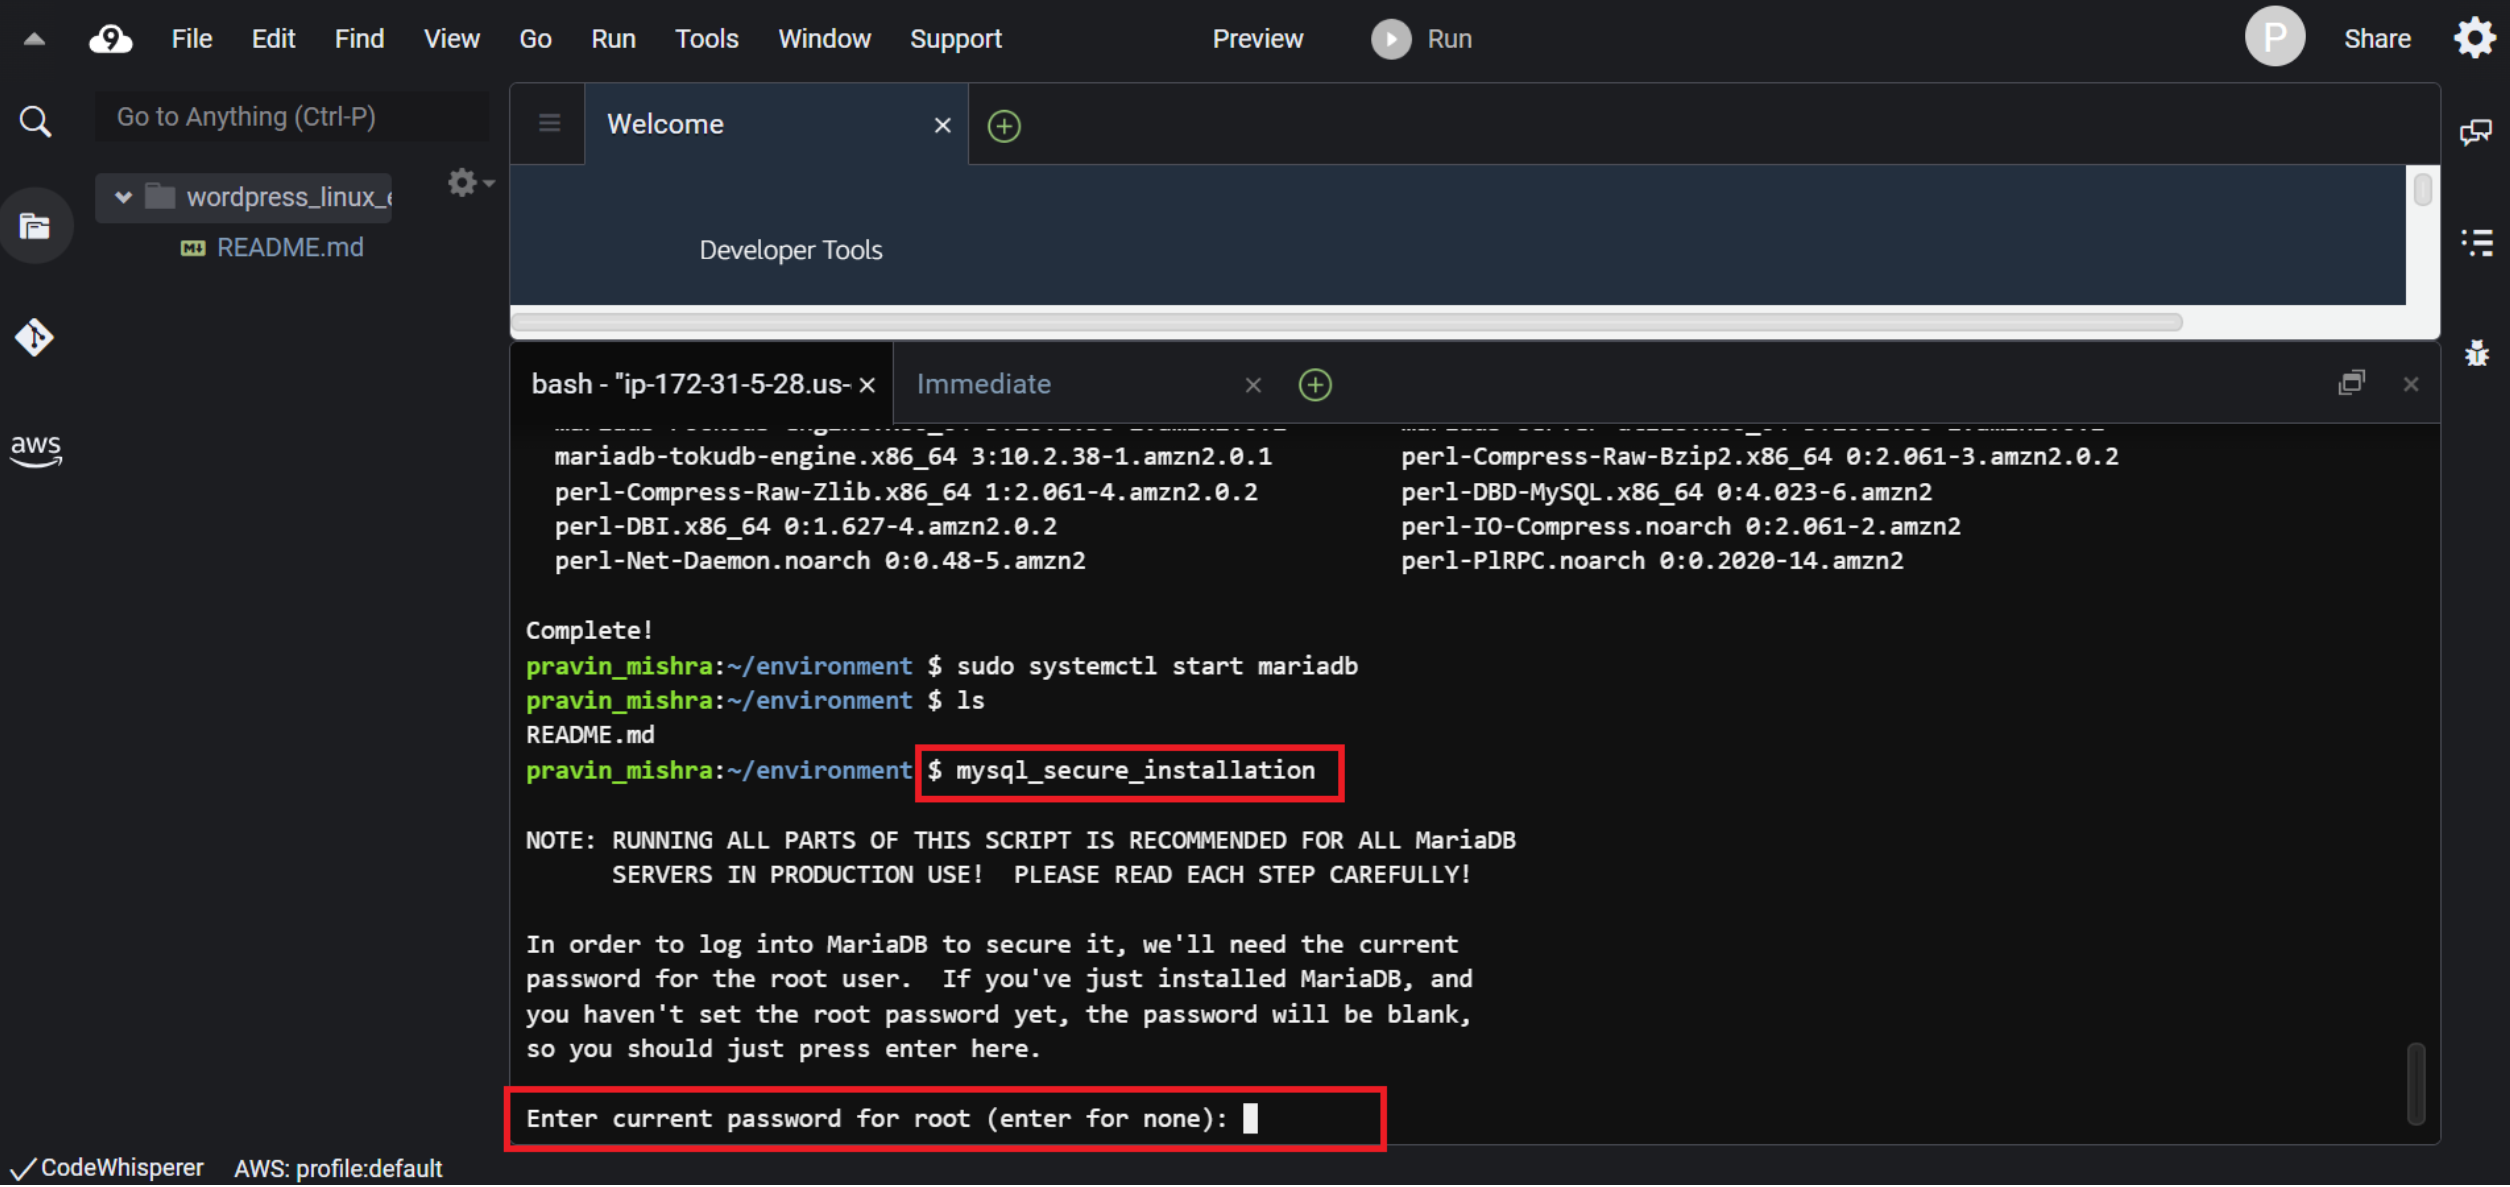 9 File Edit Find View Go Run Tools Window Support Preview Run P Share
Go to Anything (Ctrl-P)
Welcome
wordpress_linux_e
M README.md
Developer Tools
aws
bash - "ip-172-31-5-28.us- Immediate
mariadb-tokudb-engine.x86_64 3:10.2.38-1.amzn2.0.1 perl-Compress-Raw-Bzip2.x86_64 0:2.061-3.amzn2.0.2
perl-Compress-Raw-Zlib.x86_64 1:2.061-4.amzn2.0.2 perl-DBD-MySQL.x86_64 0:4.023-6.amzn2
perl-DBI.x86_64 0:1.627-4.amzn2.0.2 perl-IO-Compress.noarch 0:2.061-2.amzn2
perl-Net-Daemon.noarch 0:0.48-5.amzn2 perl-PlRPC.noarch 0:0.2020-14.amzn2
Complete!
pravin_mishra:~/environment $ sudo systemctl start mariadb
pravin_mishra:~/environment $ ls
README.md
pravin_mishra:~/environment $ mysql_secure_installation
NOTE: RUNNING ALL PARTS OF THIS SCRIPT IS RECOMMENDED FOR ALL MariaDB
SERVERS IN PRODUCTION USE! PLEASE READ EACH STEP CAREFULLY!
In order to log into MariaDB to secure it, we'll need the current
password for the root user. If you've just installed MariaDB, and
you haven't set the root password yet, the password will be blank,
so you should just press enter here.
Enter current password for root (enter for none):
CodeWhisperer AWS: profile:default